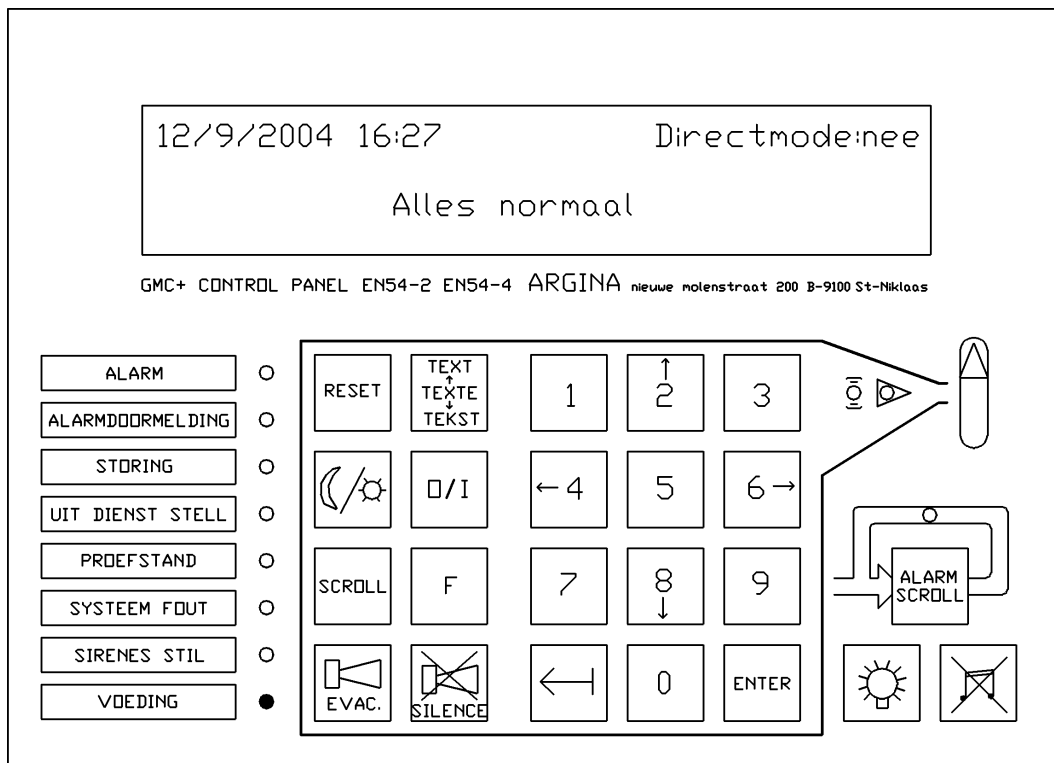 12/9/2004 16:27 Directmode:nee
Alles normaal
GMC+ CONTROL PANEL EN54-2 EN54-4 ARGINA nieuwe molenstraat 200 B-9100 St-Niklaas
ALARM
ALARMDOORMELDING
STORING
UIT DIENST STELL
PROEFSTAND
SYSTEEM FOUT
SIRENES STIL
VOEDING
RESET
TEXT
TEXTE
TEKST
1
↑
2
3
O/I
←4
5
6→
SCROLL
F
7
8
↓
9
EVAC.
SILENCE
0
ENTER
ALARM
SCROLL